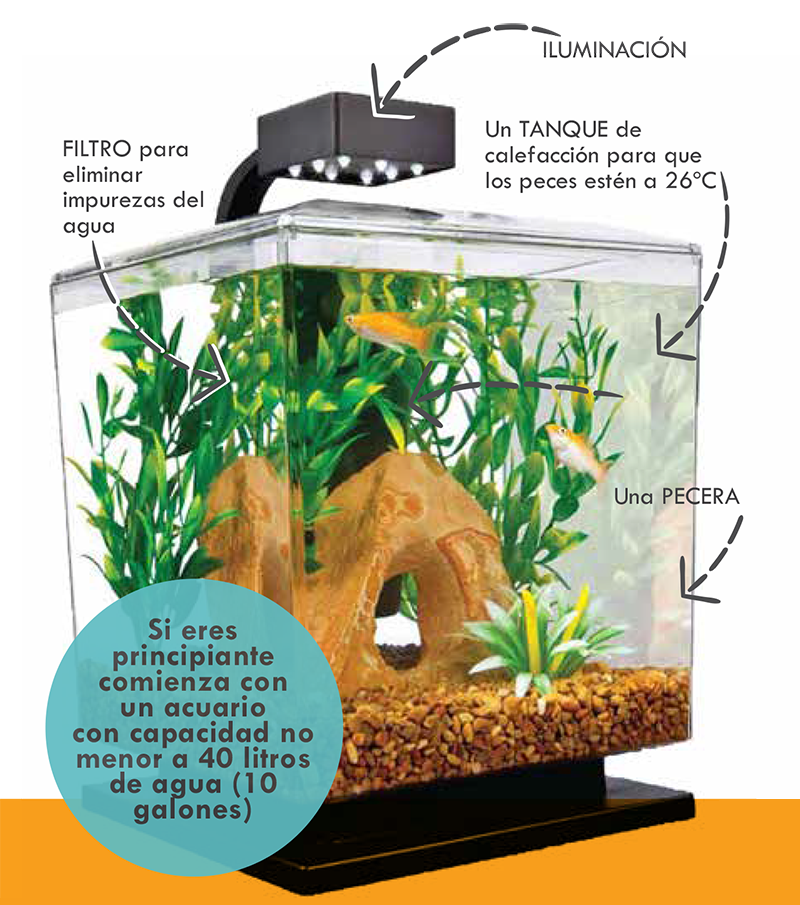 ILUMINACIÓN
Un TANQUE de
calefacción para que
los peces estén a 26°C
FILTRO para
eliminar
impurezas del
agua
Una PECERA
Si eres
principiante
comienza con
un acuario
con capacidad no
menor a 40 litros
de agua (10
galones)